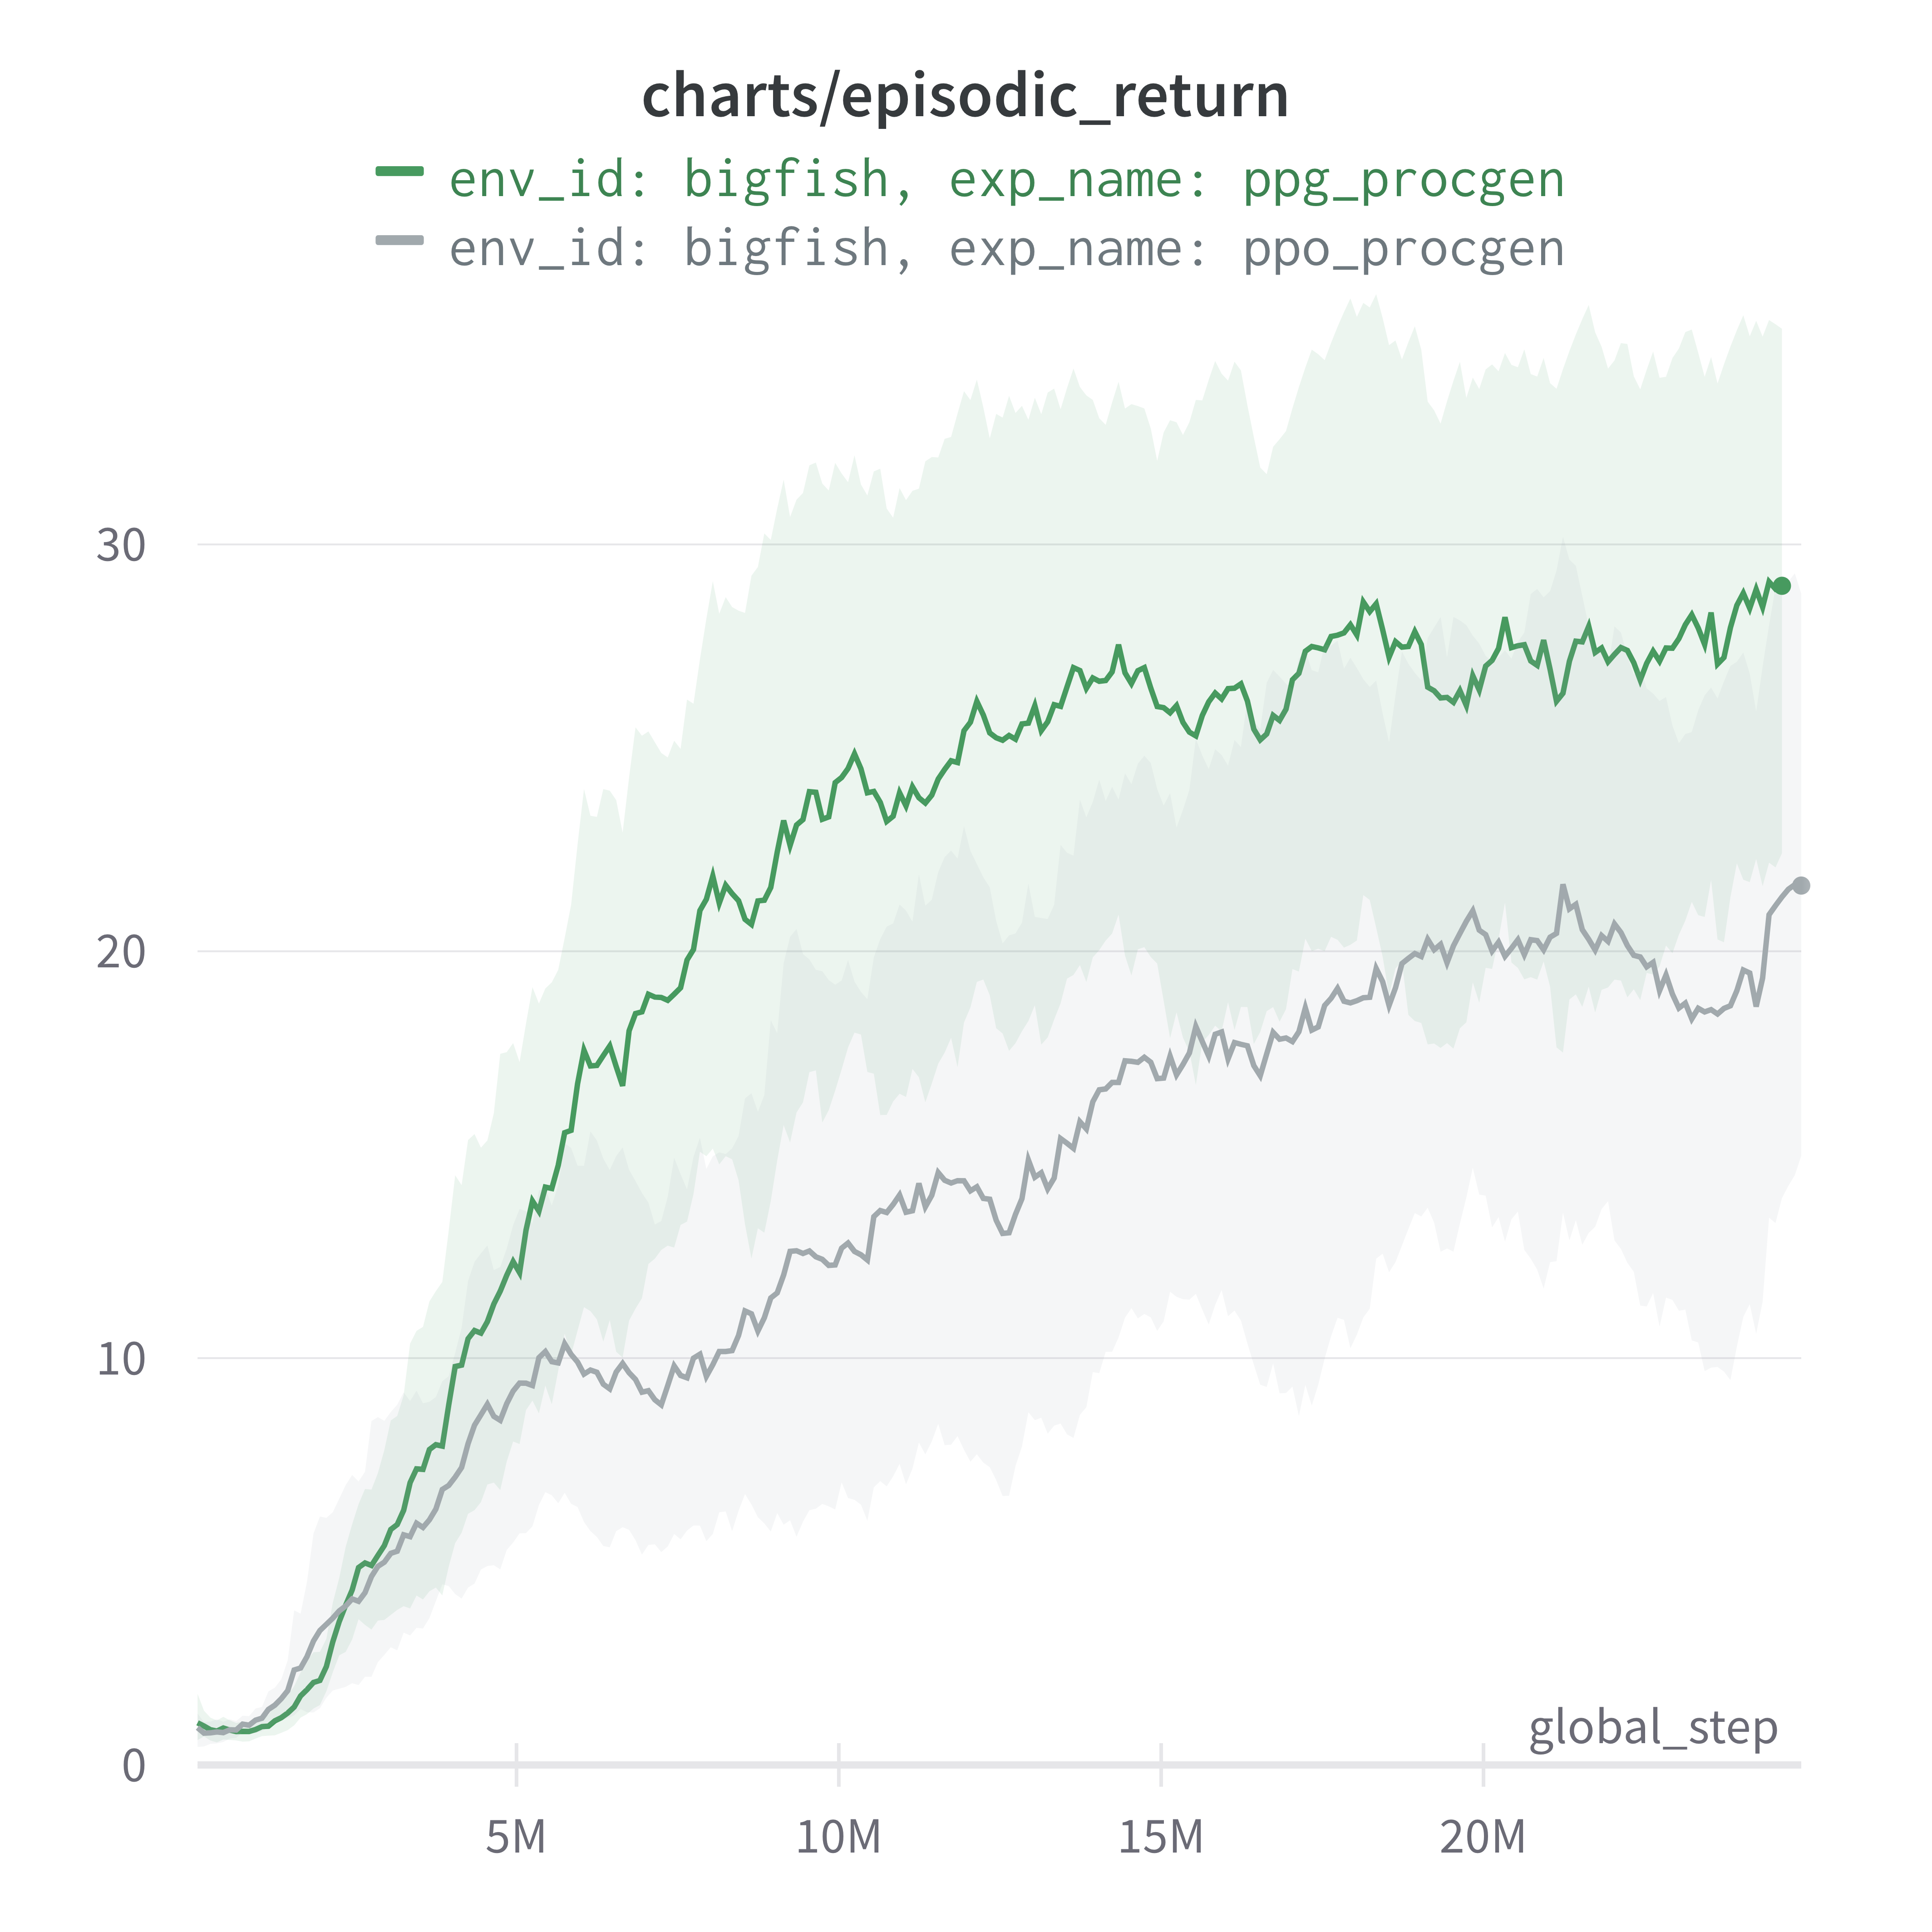 charts/episodic_return
env_id: bigfish, exp_name: ppg_procgen
env_id: bigfish, exp_name: ppo_procgen
30
20
10
0
global_step
5M 10M 15M 20M